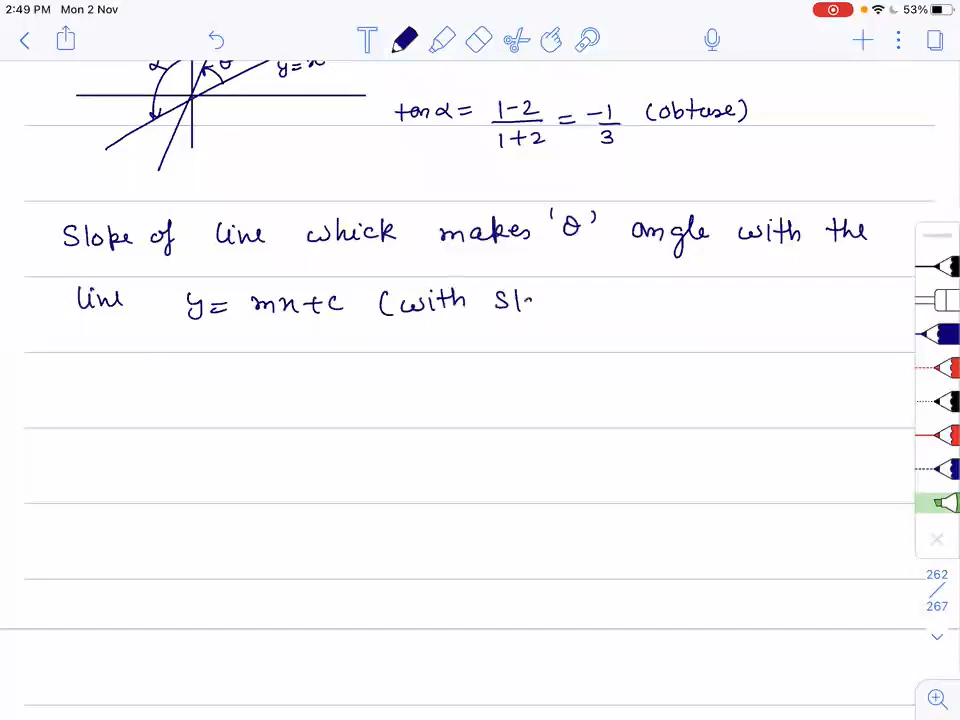 2:49 PM Mon 2 Nov
53%
T
α θ y=x
tanα = 1-2 / 1+2 = -1 / 3 (obtuse)
Slope of line which makes 'θ' angle with the
line y= mx+c (with Sl
262
267